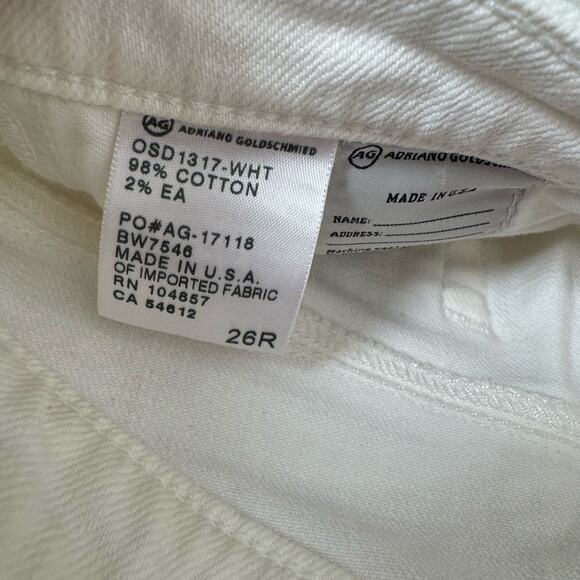 AG ADRIANO GOLDSCHMIED
OSD1317-WHT
98% COTTON
2% EA
PO#AG-17118
BW7546
MADE IN U.S.A.
OF IMPORTED FABRIC
RN 104857
CA 54612
26R
AG ADRIANO GOLDSCHM
MADE IN U.S.A
NAME:
ADDRESS: